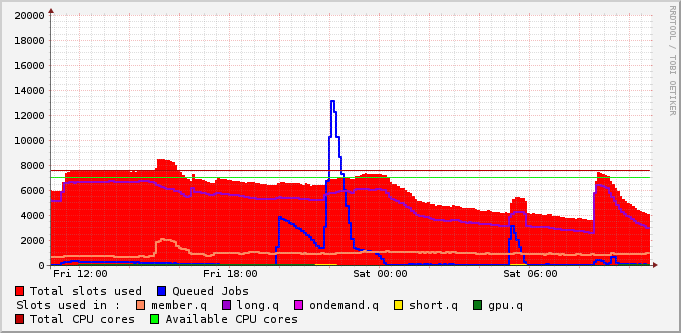 RRDTOOL / TOBI OETIKER
20000
18000
16000
14000
12000
10000
8000
6000
4000
2000
0
Fri 12:00 Fri 18:00 Sat 00:00 Sat 06:00
Total slots used Queued Jobs
Slots used in : member.q long.q ondemand.q short.q gpu.q
Total CPU cores Available CPU cores